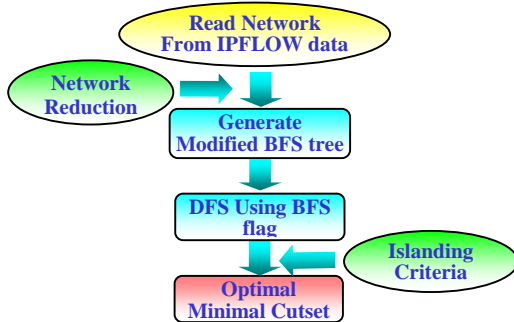 Read Network
From IPFLOW data
Network
Reduction
Generate
Modified BFS tree
DFS Using BFS
flag
Islanding
Criteria
Optimal
Minimal Cutset